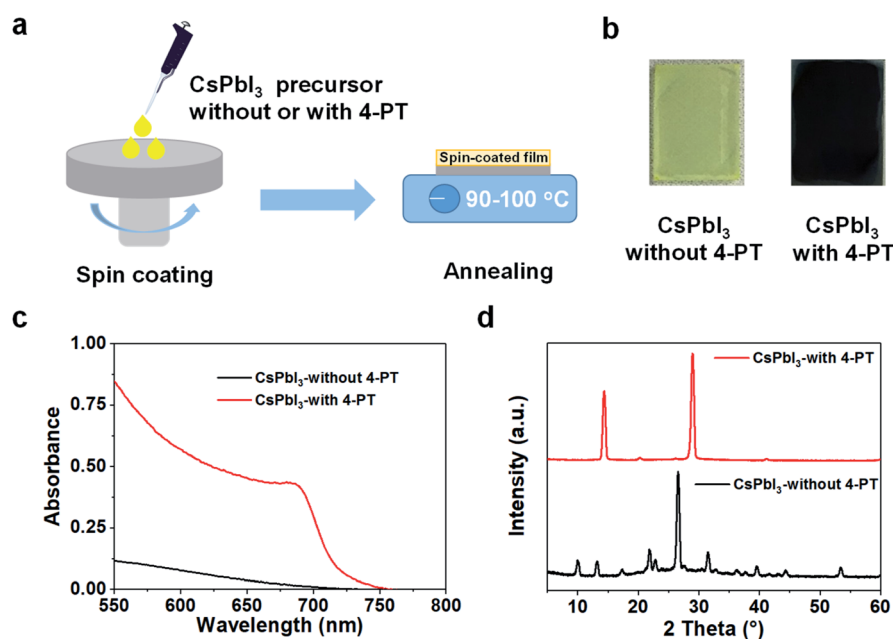 a
CsPbI₃ precursor
without or with 4-PT
Spin-coated film
90-100 °C
Spin coating
Annealing
b
CsPbI₃
without 4-PT
CsPbI₃
with 4-PT
c
1.00
0.75
0.50
0.25
0.00
Absorbance
CsPbI₃-without 4-PT
CsPbI₃-with 4-PT
550 600 650 700 750 800
Wavelength (nm)
d
Intensity (a.u.)
CsPbI₃-with 4-PT
CsPbI₃-without 4-PT
10 20 30 40 50 60
2 Theta (°)